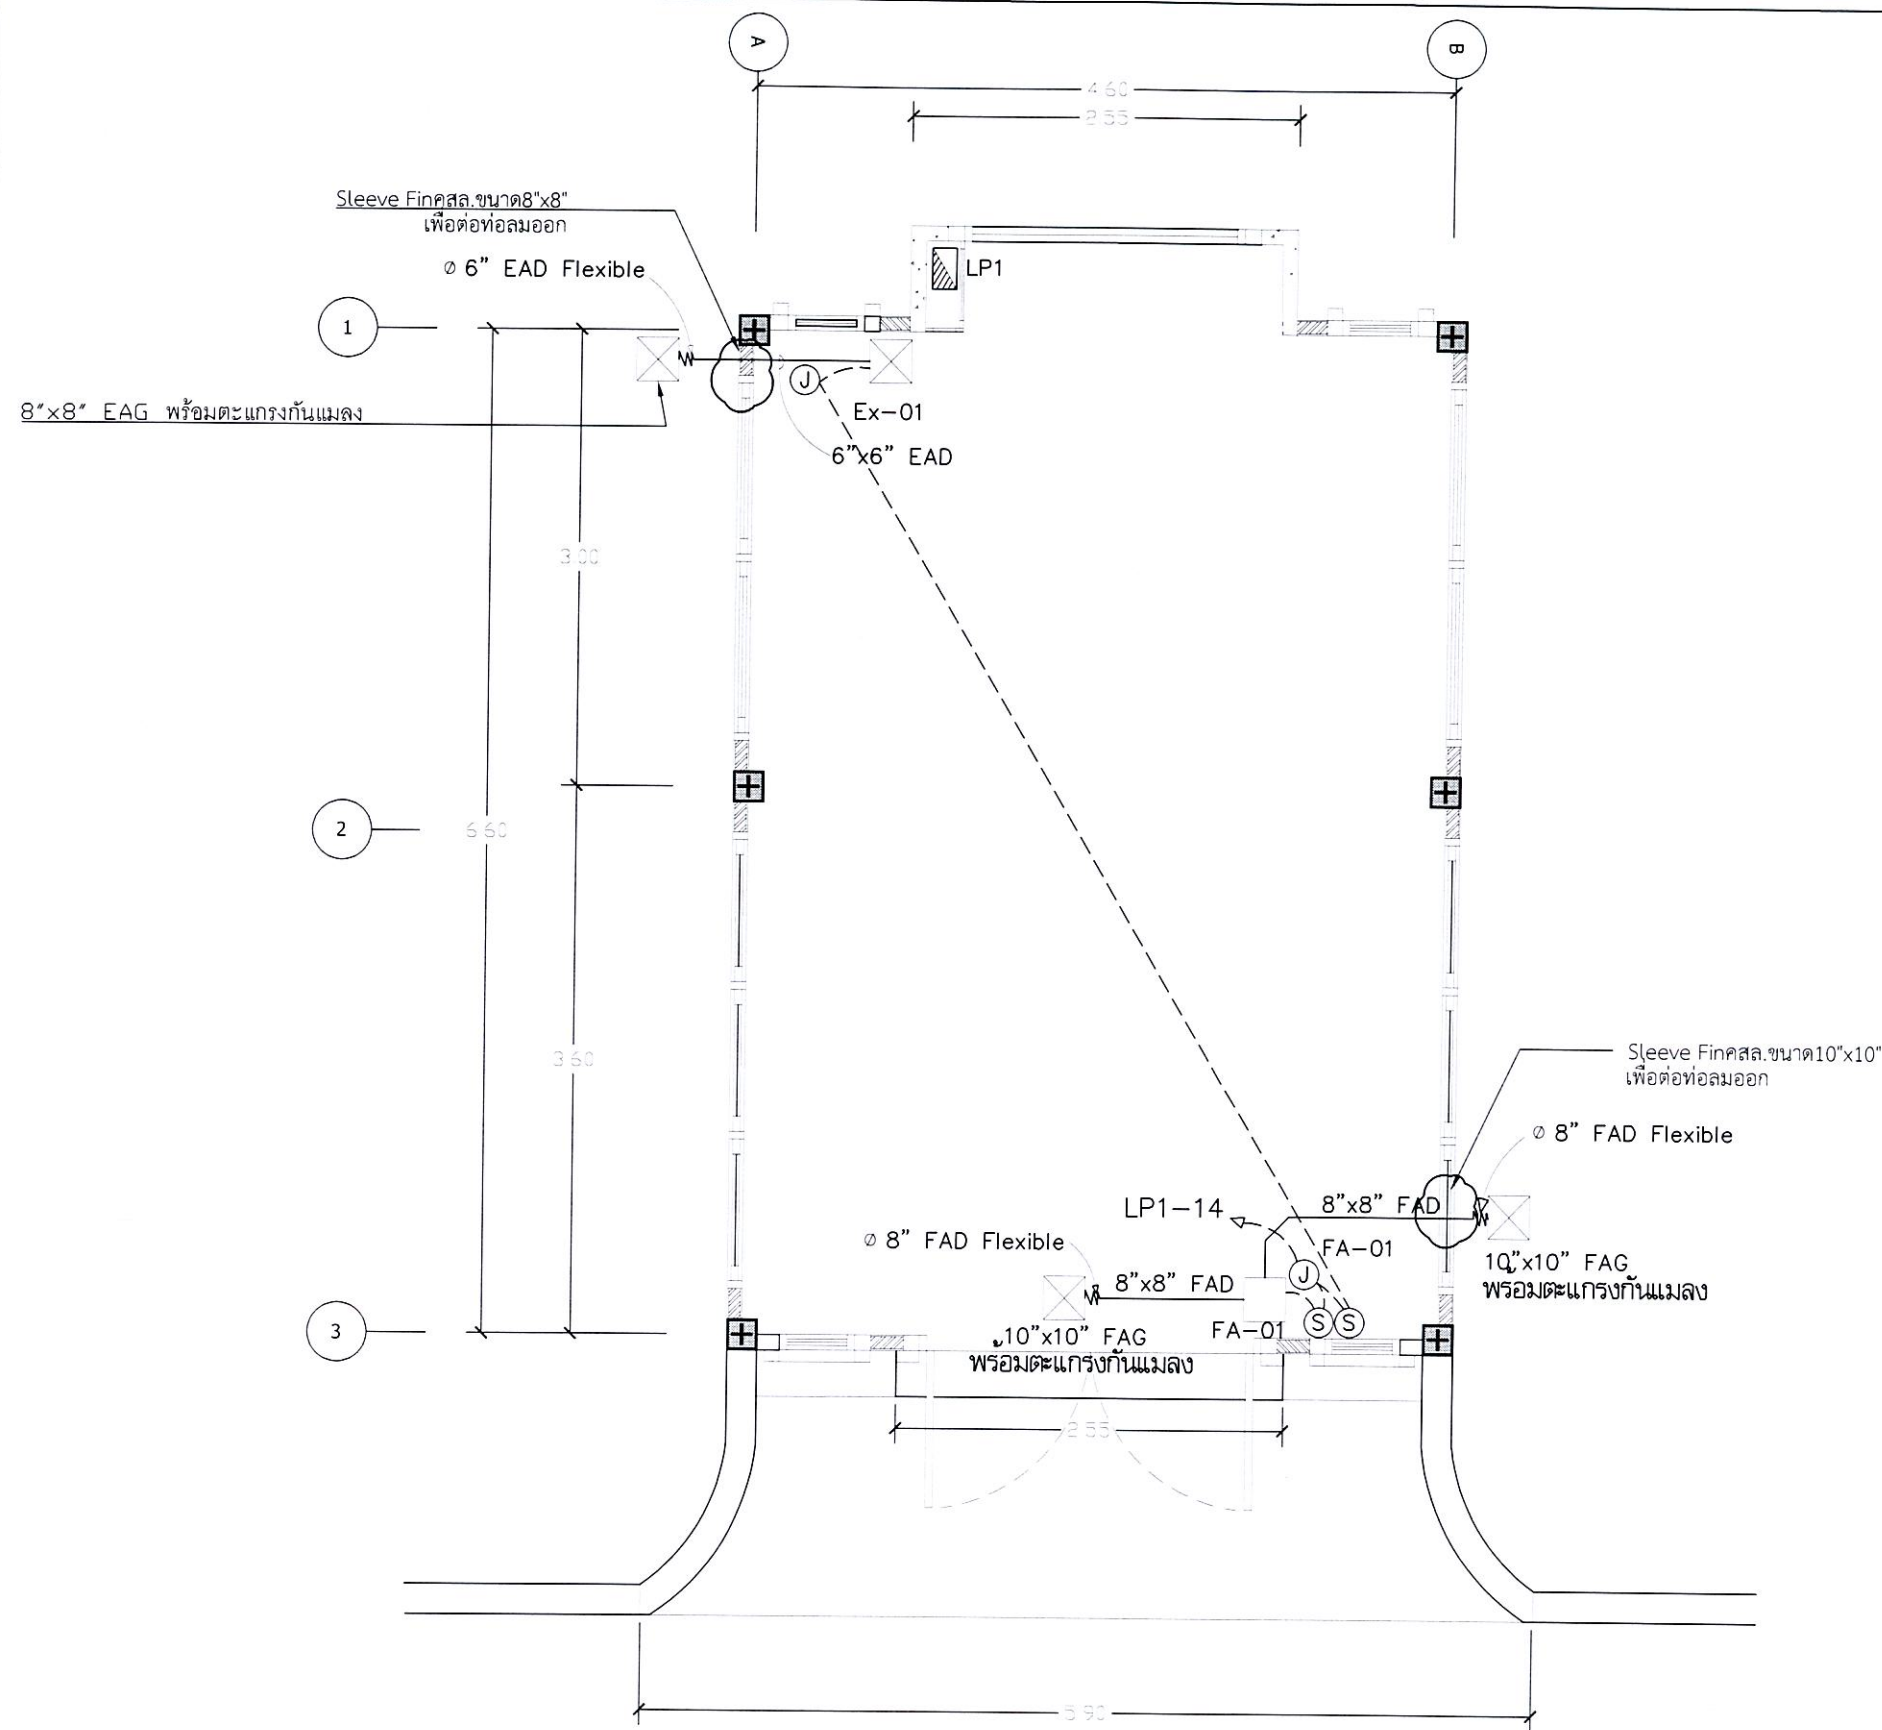 A
B
4.60
2.55
Sleeve Finคสล.ขนาด8"x8"
เพื่อต่อท่อลมออก
Ø 6" EAD Flexible
LP1
1
8"x8" EAG พร้อมตะแกรงกันแมลง
J
Ex-01
6"x6" EAD
3.00
2
6.60
3.60
Sleeve Finคสล.ขนาด10"x10"
เพื่อต่อท่อลมออก
Ø 8" FAD Flexible
LP1-14
8"x8" FAD
Ø 8" FAD Flexible
FA-01
10"x10" FAG
พร้อมตะแกรงกันแมลง
J
8"x8" FAD
3
FA-01
S
S
10"x10" FAG
พร้อมตะแกรงกันแมลง
2.55
5.90